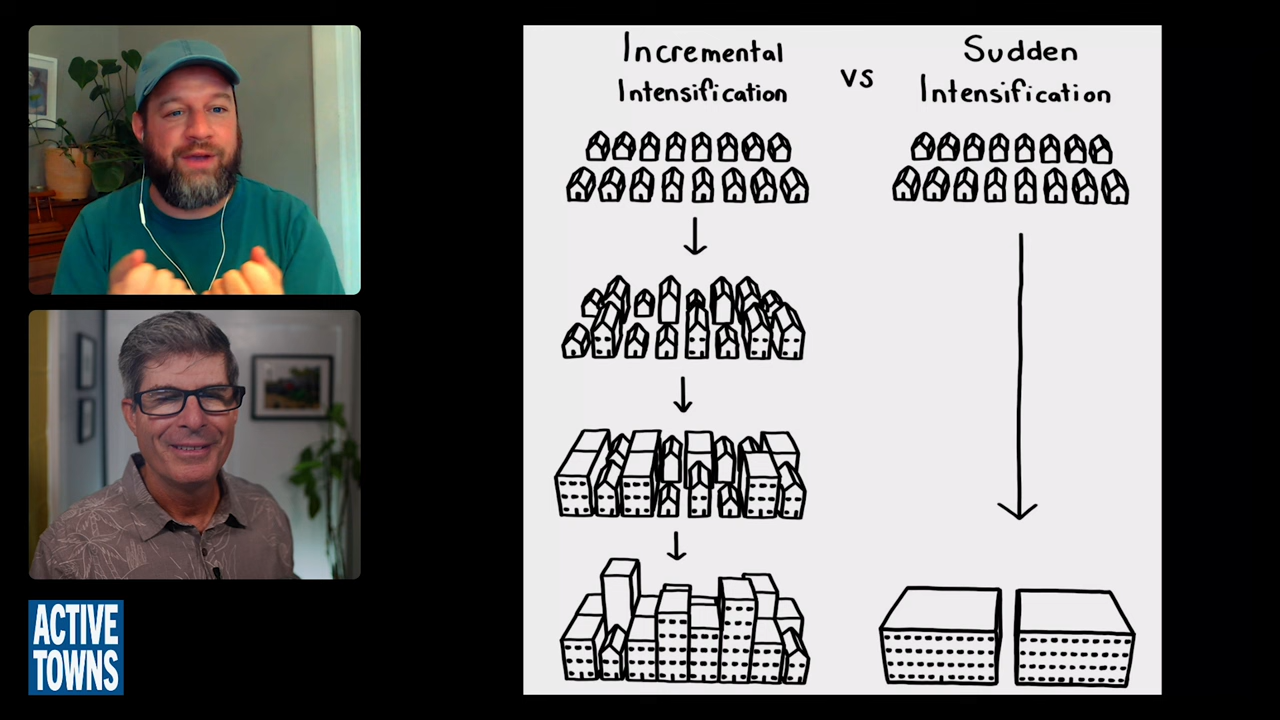 Incremental
Intensification
vs
Sudden
Intensification
ACTIVE
TOWNS